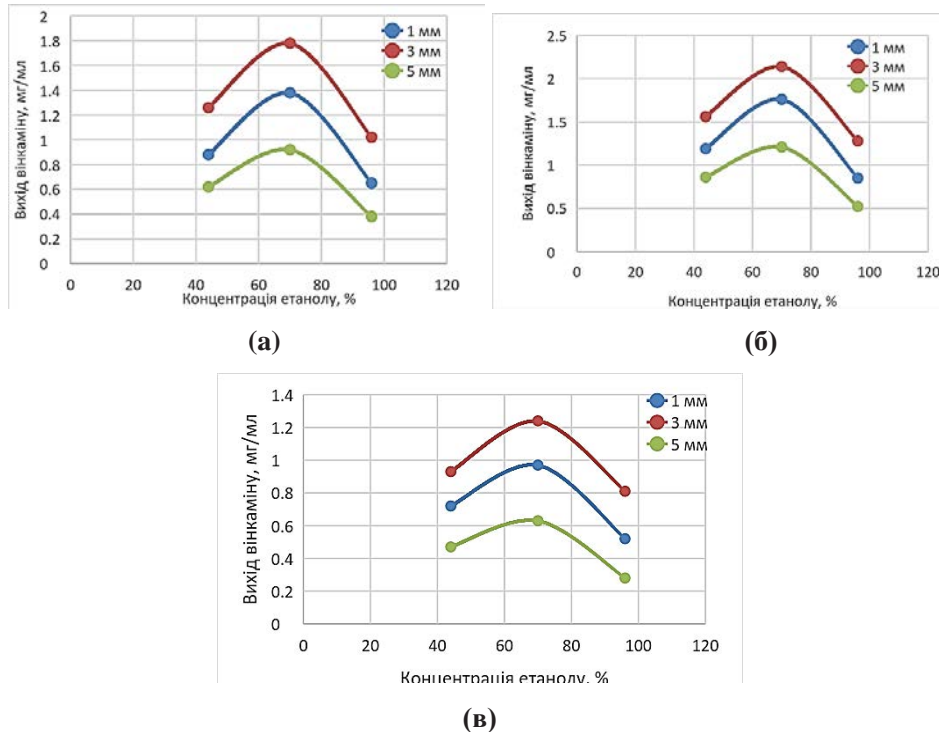 2
1.8
1.6
1.4
1.2
1
0.8
0.6
0.4
0.2
0
0 20 40 60 80 100 120
Вихід вінкаміну, мг/мл
Концентрація етанолу, %
1 мм
3 мм
5 мм
(а)
2.5
2
1.5
1
0.5
0
0 20 40 60 80 100 120
Вихід вінкаміну, мг/мл
Концентрація етанолу, %
1 мм
3 мм
5 мм
(б)
1.4
1.2
1
0.8
0.6
0.4
0.2
0
0 20 40 60 80 100 120
Вихід вінкаміну, мг/мл
Концентрація етанолу, %
1 мм
3 мм
5 мм
(в)